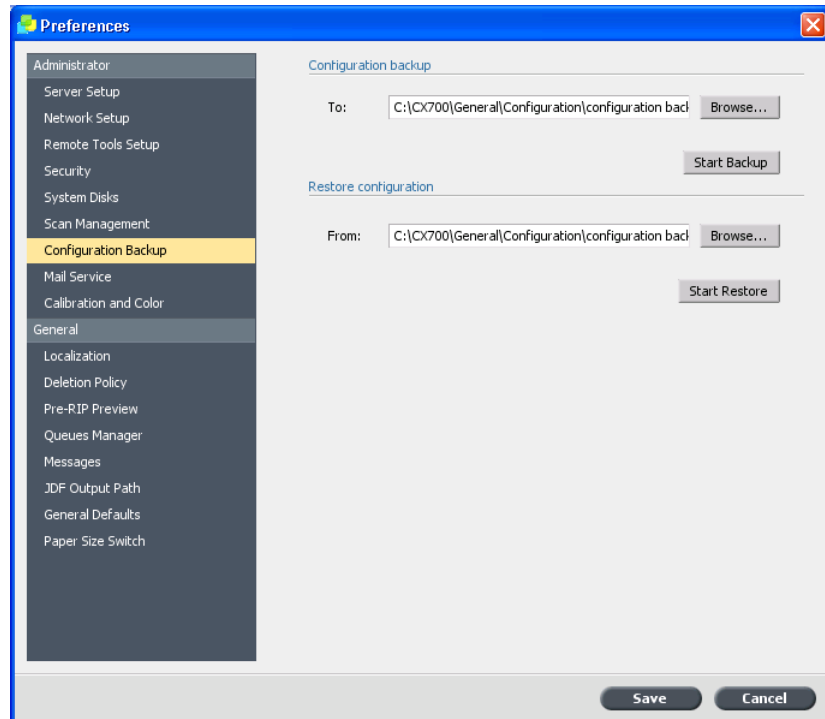 Preferences
Administrator
Server Setup
Network Setup
Remote Tools Setup
Security
System Disks
Scan Management
Configuration Backup
Mail Service
Calibration and Color
General
Localization
Deletion Policy
Pre-RIP Preview
Queues Manager
Messages
JDF Output Path
General Defaults
Paper Size Switch
Configuration backup
To: C:\CX700\General\Configuration\configuration back Browse...
Start Backup
Restore configuration
From: C:\CX700\General\Configuration\configuration back Browse...
Start Restore
Save Cancel